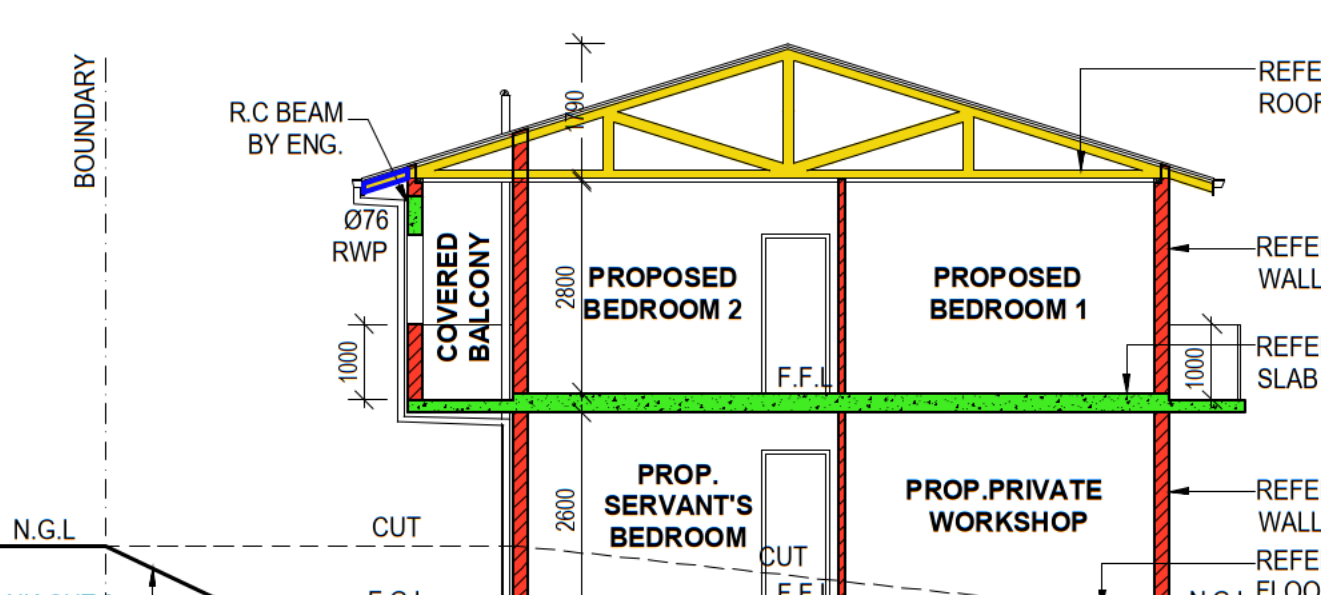 BOUNDARY
R.C BEAM
BY ENG.
1790
REFE
ROOF
Ø76
RWP
COVERED
BALCONY
2800
PROPOSED
BEDROOM 2
PROPOSED
BEDROOM 1
REFE
WALL
1000
F.F.L
1000
REFE
SLAB
PROP.
SERVANT'S
BEDROOM
2600
PROP.PRIVATE
WORKSHOP
REFE
WALL
N.G.L
CUT
CUT
REFE
FLOO
F.F.L
N.G.L